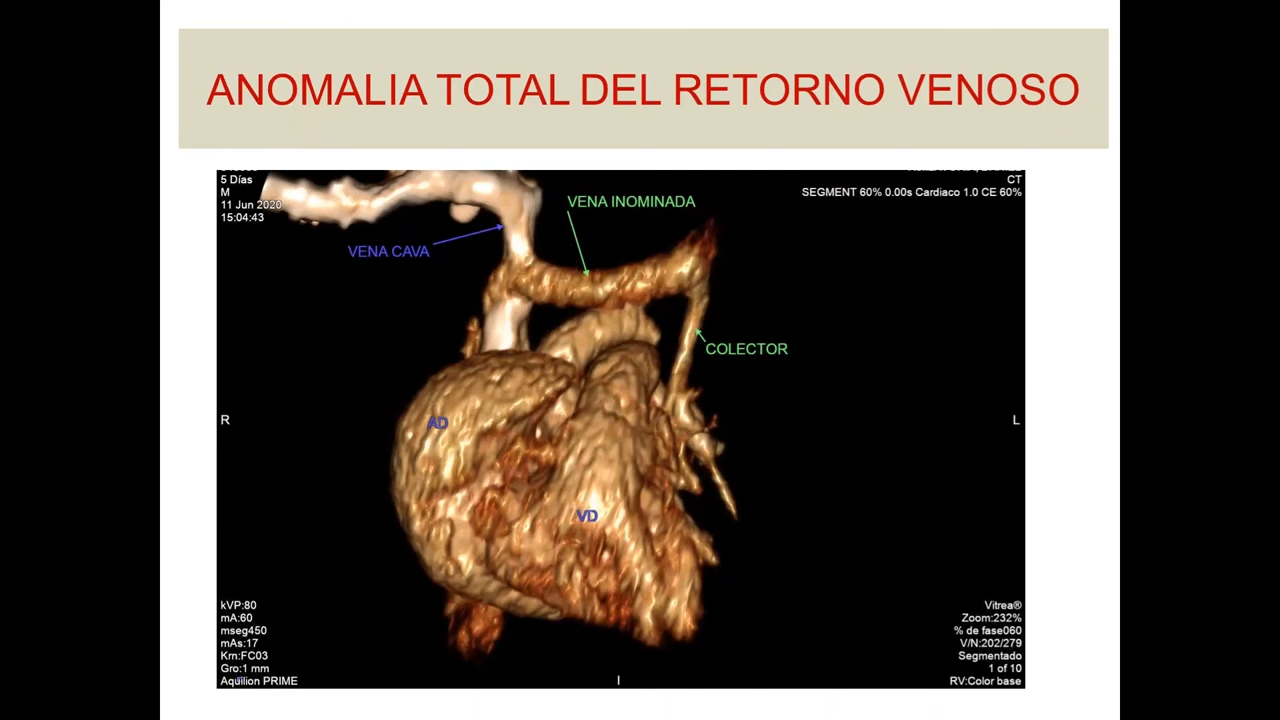 ANOMALIA TOTAL DEL RETORNO VENOSO
5 Días
CT
M
SEGMENT 60% 0.00s Cardiaco 1.0 CE 60%
11 Jun 2020
15:04:43
VENA INOMINADA
VENA CAVA
COLECTOR
R
AD
L
VD
kVP:80
mA:60
mseg450
mAs:17
Krn:FC03
Gro:1 mm
Aquilion PRIME
I
Vitrea®
Zoom:232%
% de fase060
V/N:202/279
Segmentado
1 of 10
RV:Color base